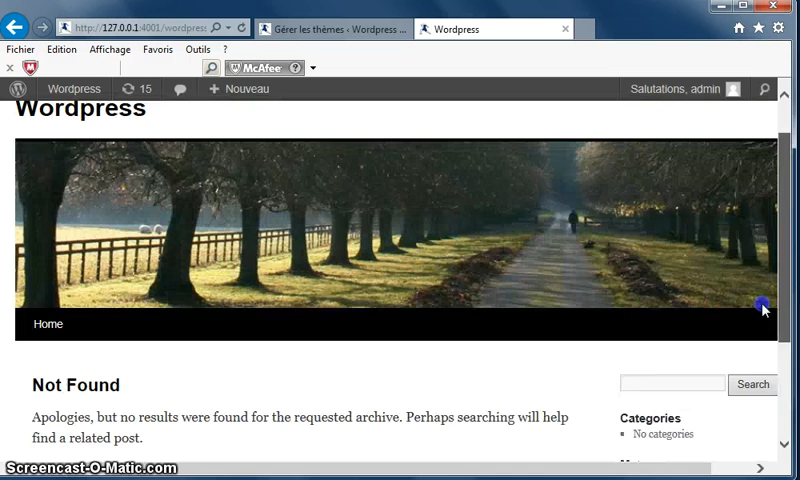 http://127.0.0.1:4001/wordpress
Gérer les thèmes ‹ Wordpress ...
Wordpress
Fichier Edition Affichage Favoris Outils ?
McAfee ?
Wordpress 15 Nouveau Salutations, admin
Wordpress
Home
Not Found
Search
Apologies, but no results were found for the requested archive. Perhaps searching will help
find a related post.
Categories
No categories
Screencast-O-Matic.com